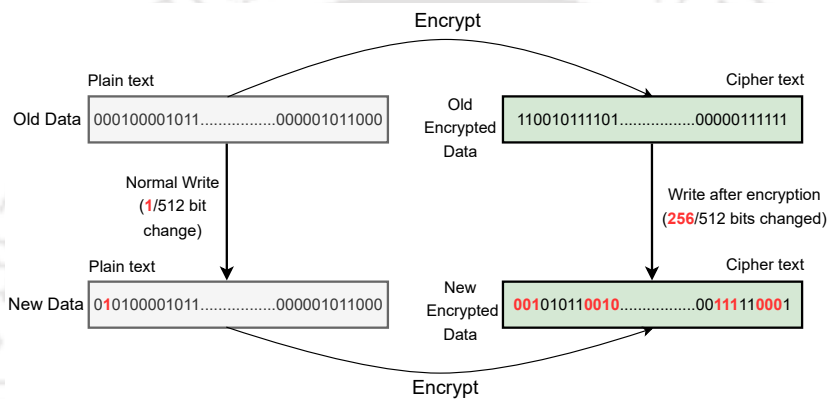 Encrypt
Plain text
Cipher text
Old Data
000100001011................000001011000
Old
Encrypted
Data
110010111101................00000111111
Normal Write
(1/512 bit
change)
Write after encryption
(256/512 bits changed)
Plain text
Cipher text
New Data
010100001011................000001011000
New
Encrypted
Data
001010110010................001111110001
Encrypt